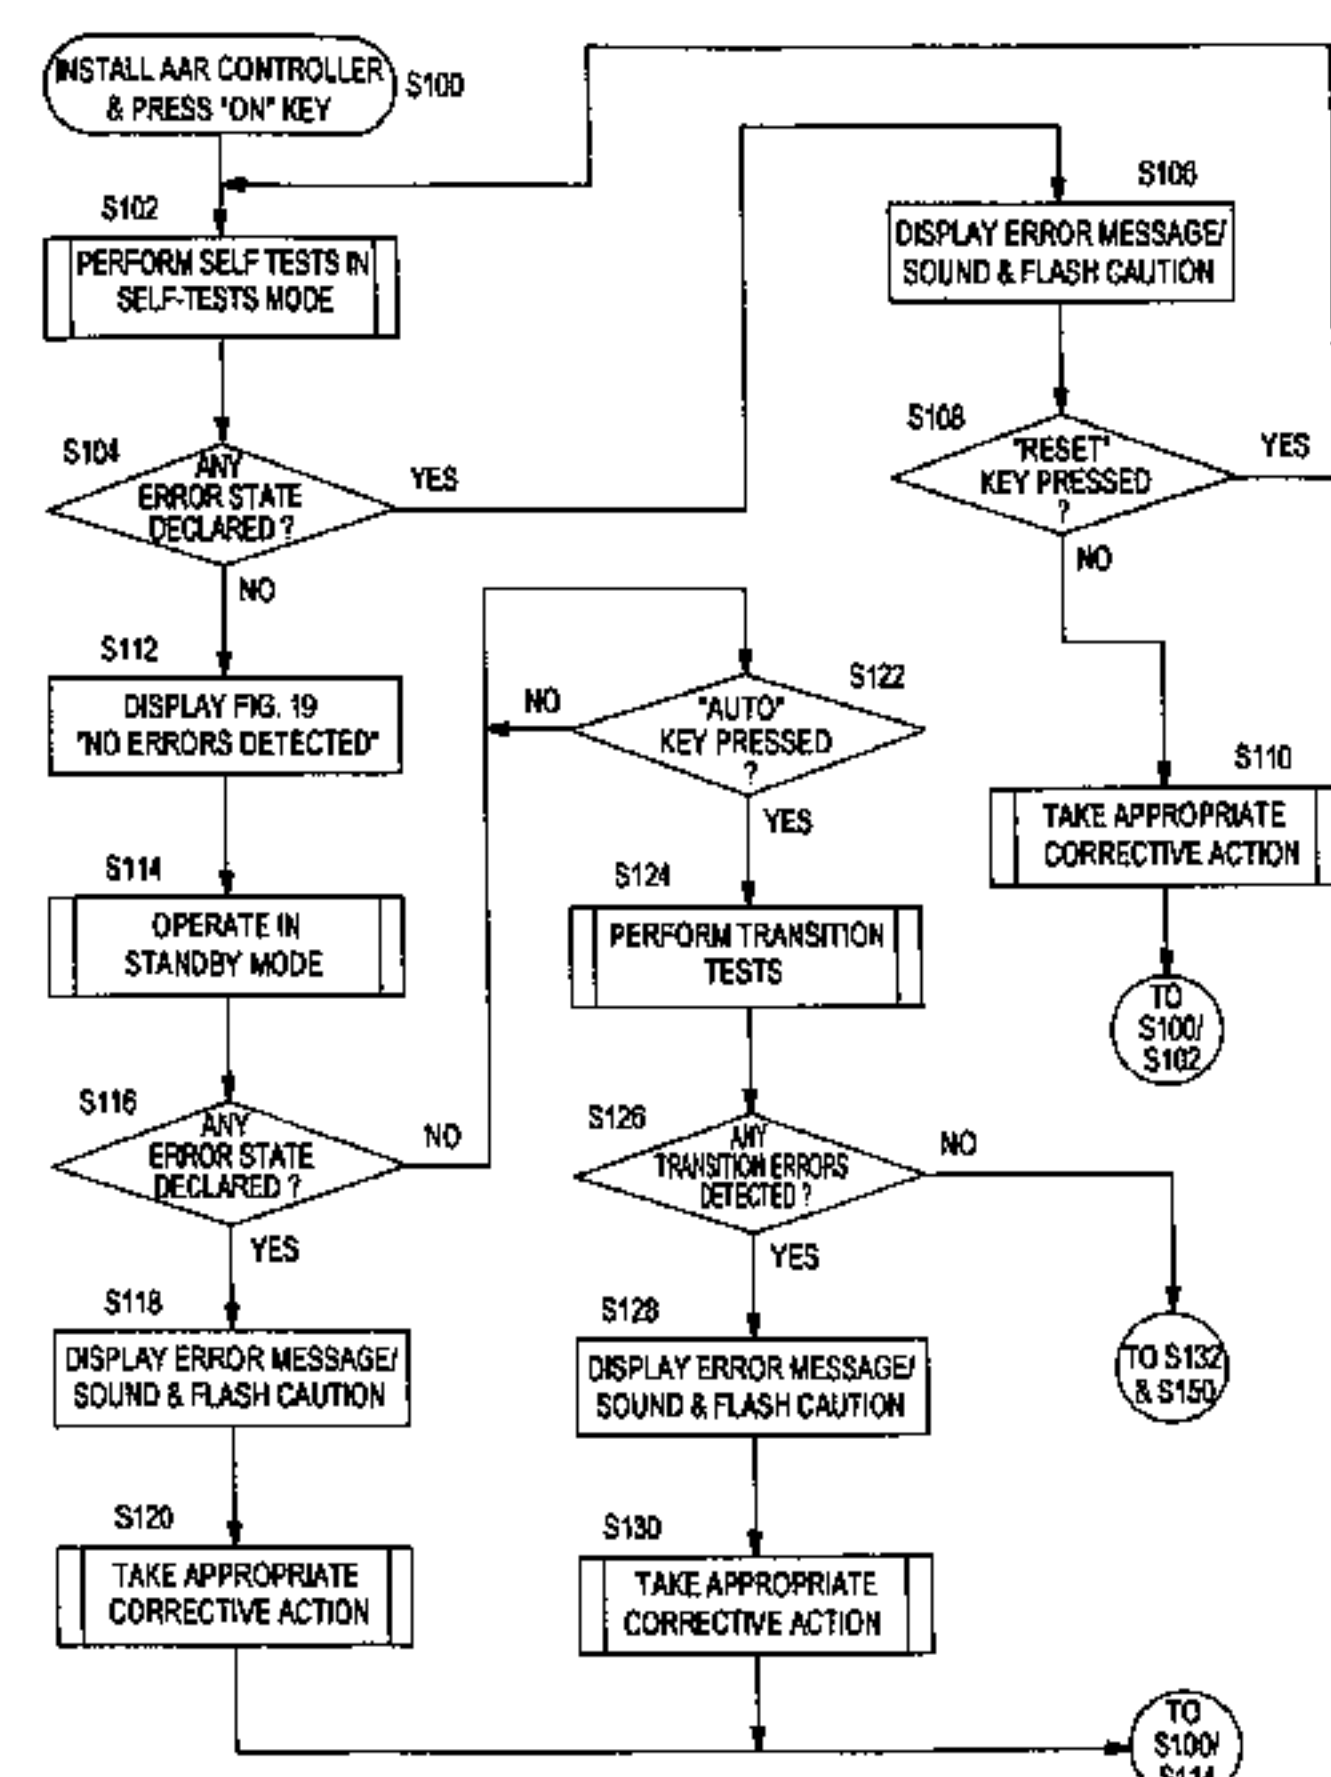 INSTALL AAR CONTROLLER
& PRESS "ON" KEY
S100
S102
PERFORM SELF TESTS IN
SELF-TESTS MODE
S104
ANY
ERROR STATE
DECLARED ?
YES
NO
S106
DISPLAY ERROR MESSAGE/
SOUND & FLASH CAUTION
S108
"RESET"
KEY PRESSED
?
YES
NO
S110
TAKE APPROPRIATE
CORRECTIVE ACTION
TO
S100/
S102
S112
DISPLAY FIG. 19
"NO ERRORS DETECTED"
S114
OPERATE IN
STANDBY MODE
S116
ANY
ERROR STATE
DECLARED ?
NO
YES
S118
DISPLAY ERROR MESSAGE/
SOUND & FLASH CAUTION
S120
TAKE APPROPRIATE
CORRECTIVE ACTION
S122
"AUTO"
KEY PRESSED
?
NO
YES
S124
PERFORM TRANSITION
TESTS
S126
ANY
TRANSITION ERRORS
DETECTED ?
NO
YES
TO S132
& S150
S128
DISPLAY ERROR MESSAGE/
SOUND & FLASH CAUTION
S130
TAKE APPROPRIATE
CORRECTIVE ACTION
TO
S100/
S114